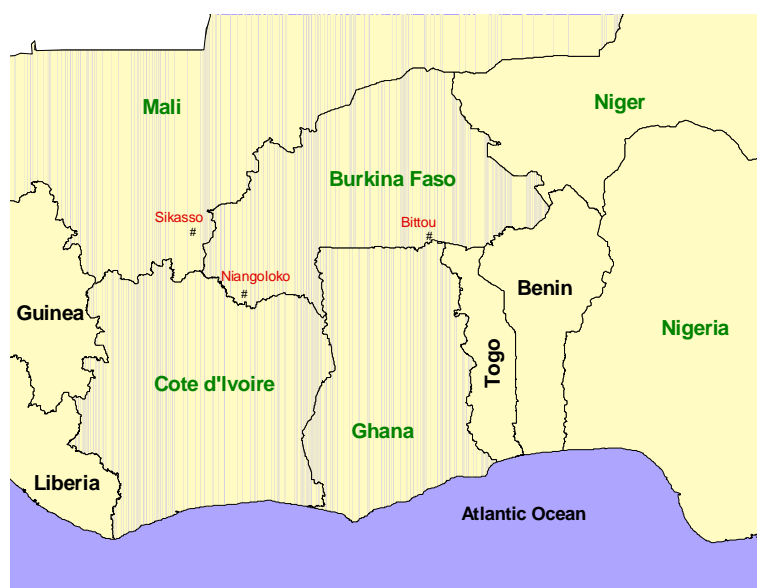 Mali
Niger
Burkina Faso
Sikasso
#
Bittou
#
Niangoloko
#
Benin
Guinea
Nigeria
Togo
Cote d'Ivoire
Ghana
Liberia
Atlantic Ocean